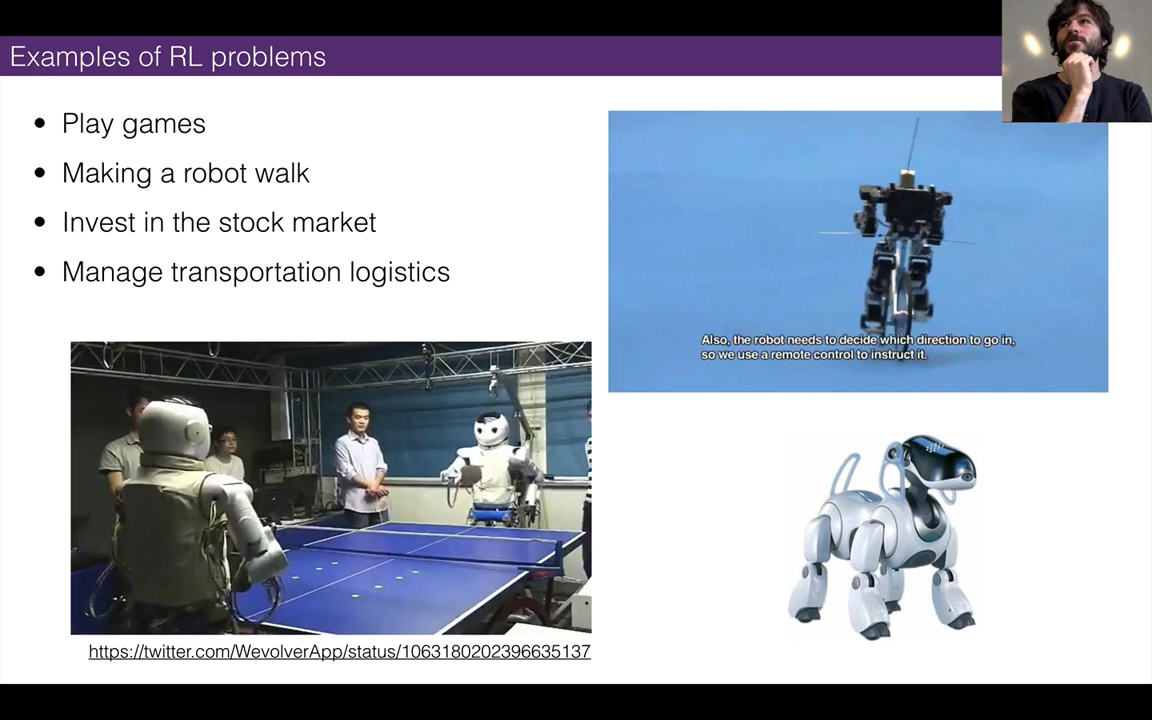 Examples of RL problems
• Play games
• Making a robot walk
• Invest in the stock market
• Manage transportation logistics
Also, the robot needs to decide which direction to go in,
so we use a remote control to instruct it.
https://twitter.com/WevolverApp/status/1063180202396635137